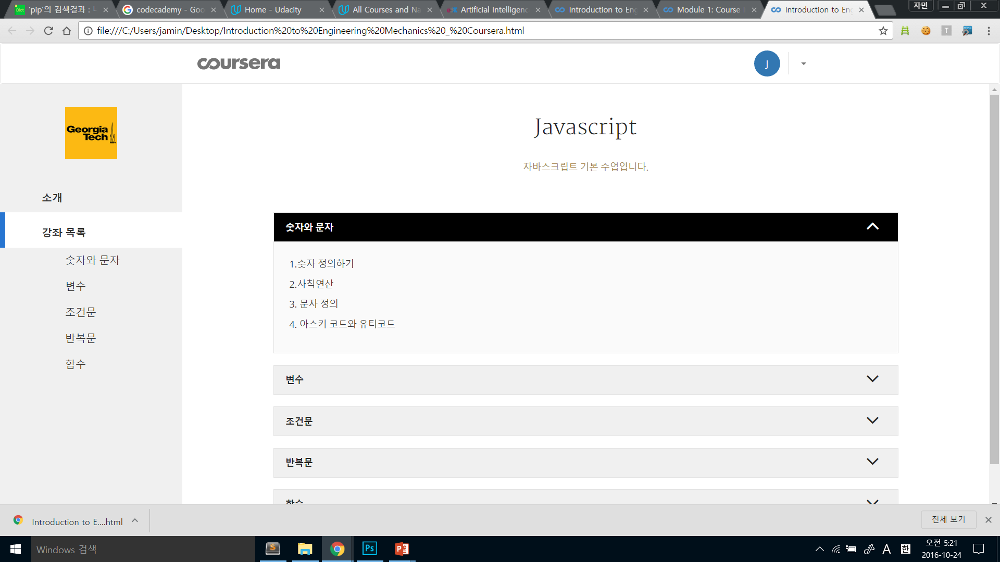 'pip'의 검색결과 :
codecademy - Goo
Home - Udacity
All Courses and Na
Artificial Intelligenc
Introduction to Eng
Module 1: Course
Introduction to Eng
자민
file:///C:/Users/jamin/Desktop/Introduction%20to%20Engineering%20Mechanics%20_%20Coursera.html
coursera
J
Georgia
Tech
Javascript
자바스크립트 기본 수업입니다.
소개
강좌 목록
숫자와 문자
변수
조건문
반복문
함수
숫자와 문자
1.숫자 정의하기
2.사칙연산
3. 문자 정의
4. 아스키 코드와 유티코드
변수
조건문
반복문
함수
Introduction to E....html
전체 보기
Windows 검색
A
한
오전 5:21
2016-10-24